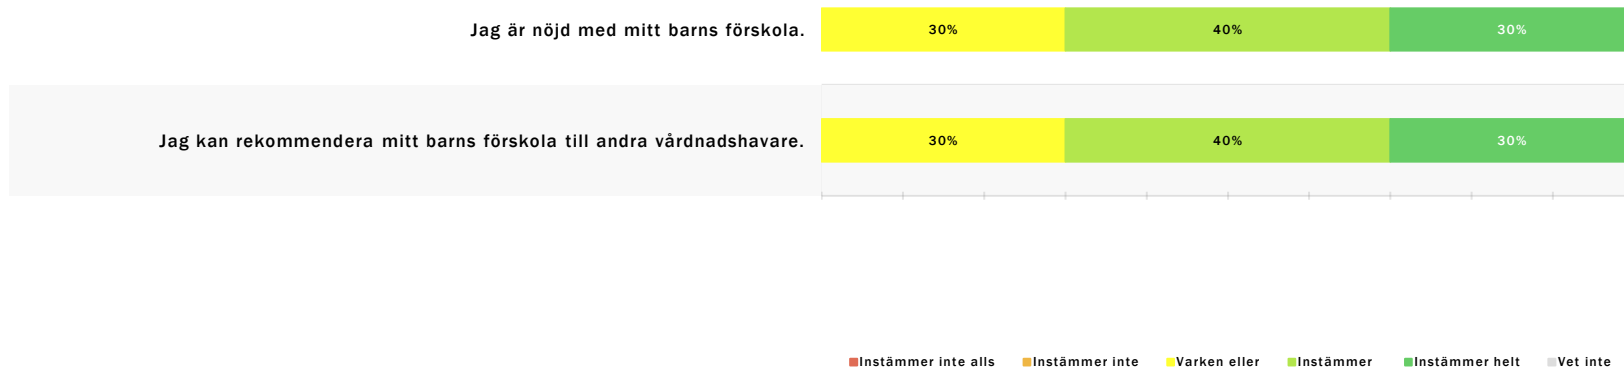 Jag är nöjd med mitt barns förskola.
30% 40% 30%
Jag kan rekommendera mitt barns förskola till andra vårdnadshavare.
30% 40% 30%
Instämmer inte alls Instämmer inte Varken eller Instämmer Instämmer helt Vet inte